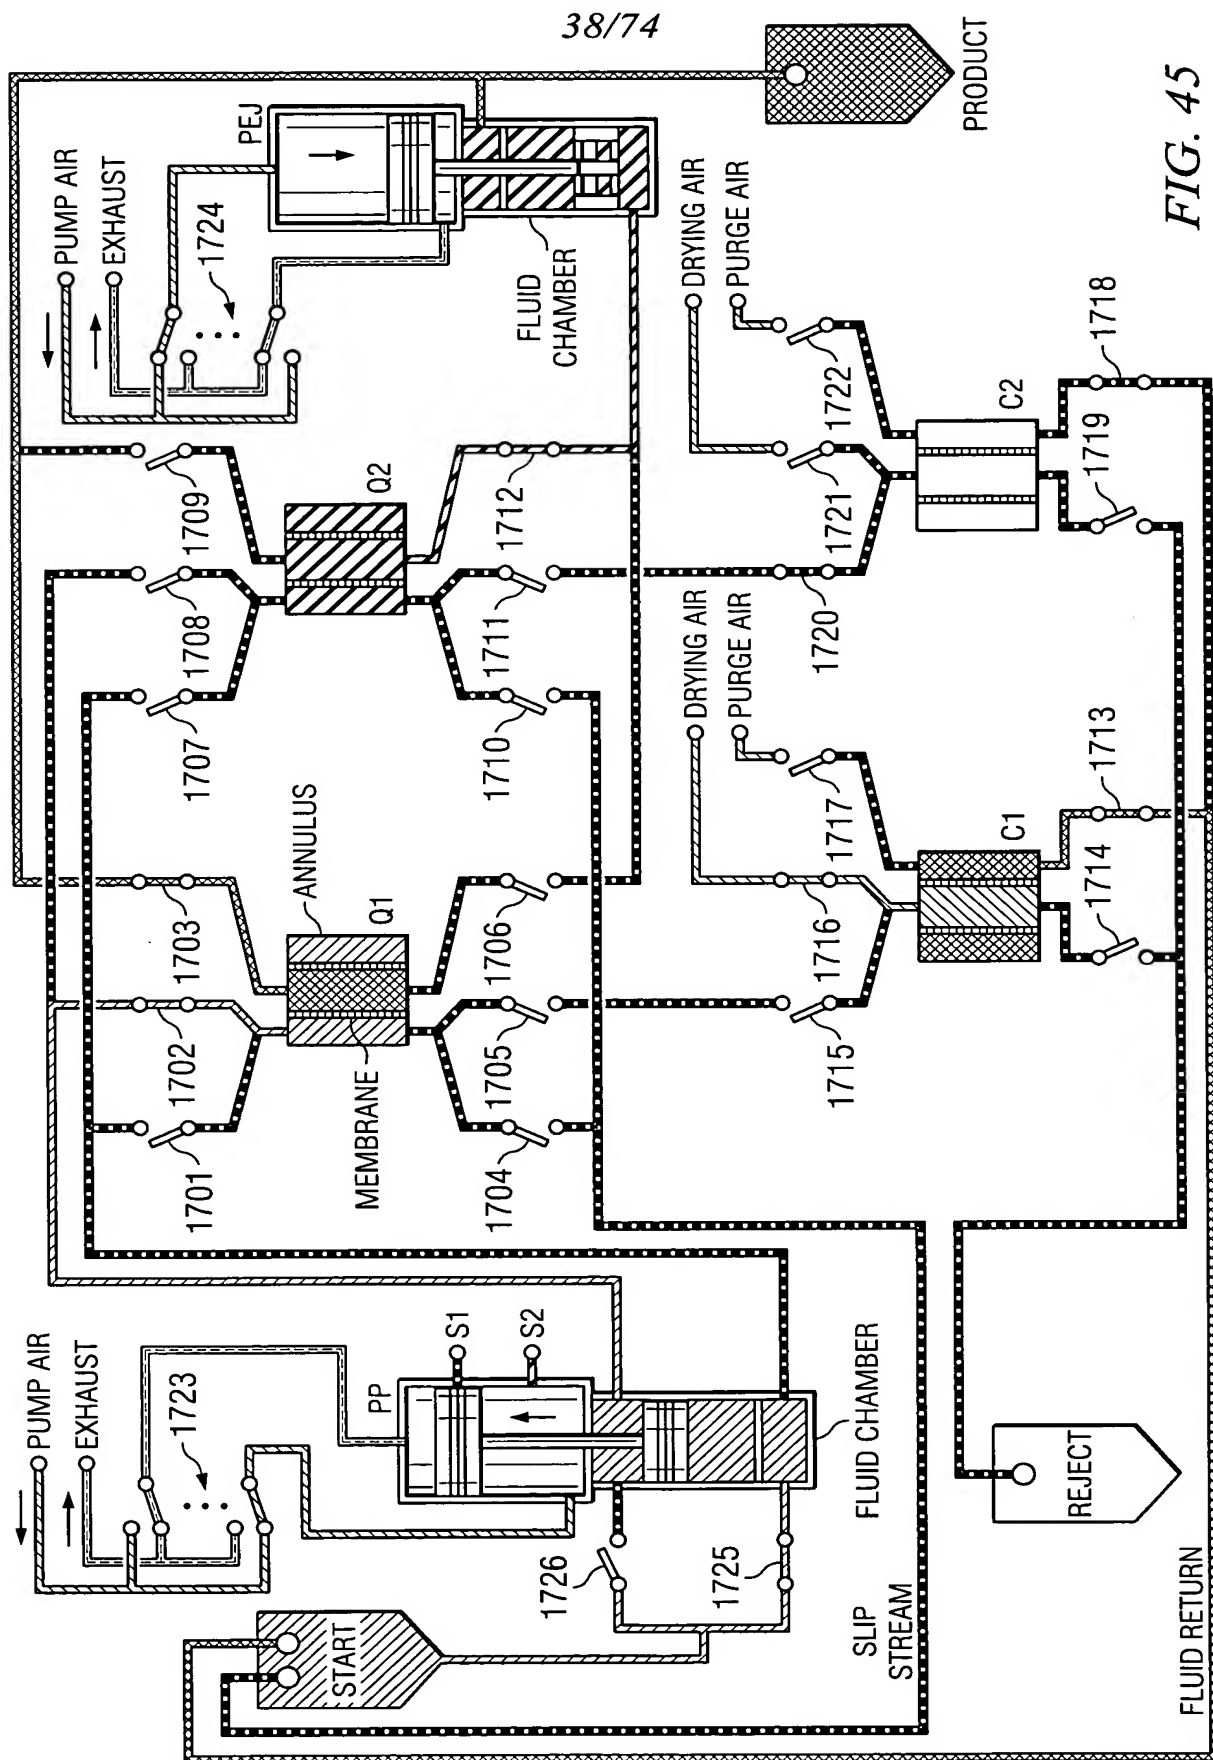 38/74
PUMP AIR
EXHAUST
1724
PEJ
FLUID
CHAMBER
PRODUCT
FIG. 45
1709
1708
1707
Q2
1712
1711
1710
DRYING AIR
PURGE AIR
1722
1721
1720
C2
1718
1719
ANNULUS
Q1
1703
1702
1701
MEMBRANE
1706
1705
1704
DRYING AIR
PURGE AIR
1717
1716
1715
C1
1713
1714
PUMP AIR
EXHAUST
1723
PP
S1
S2
FLUID CHAMBER
1726
1725
START
SLIP
STREAM
REJECT
FLUID RETURN